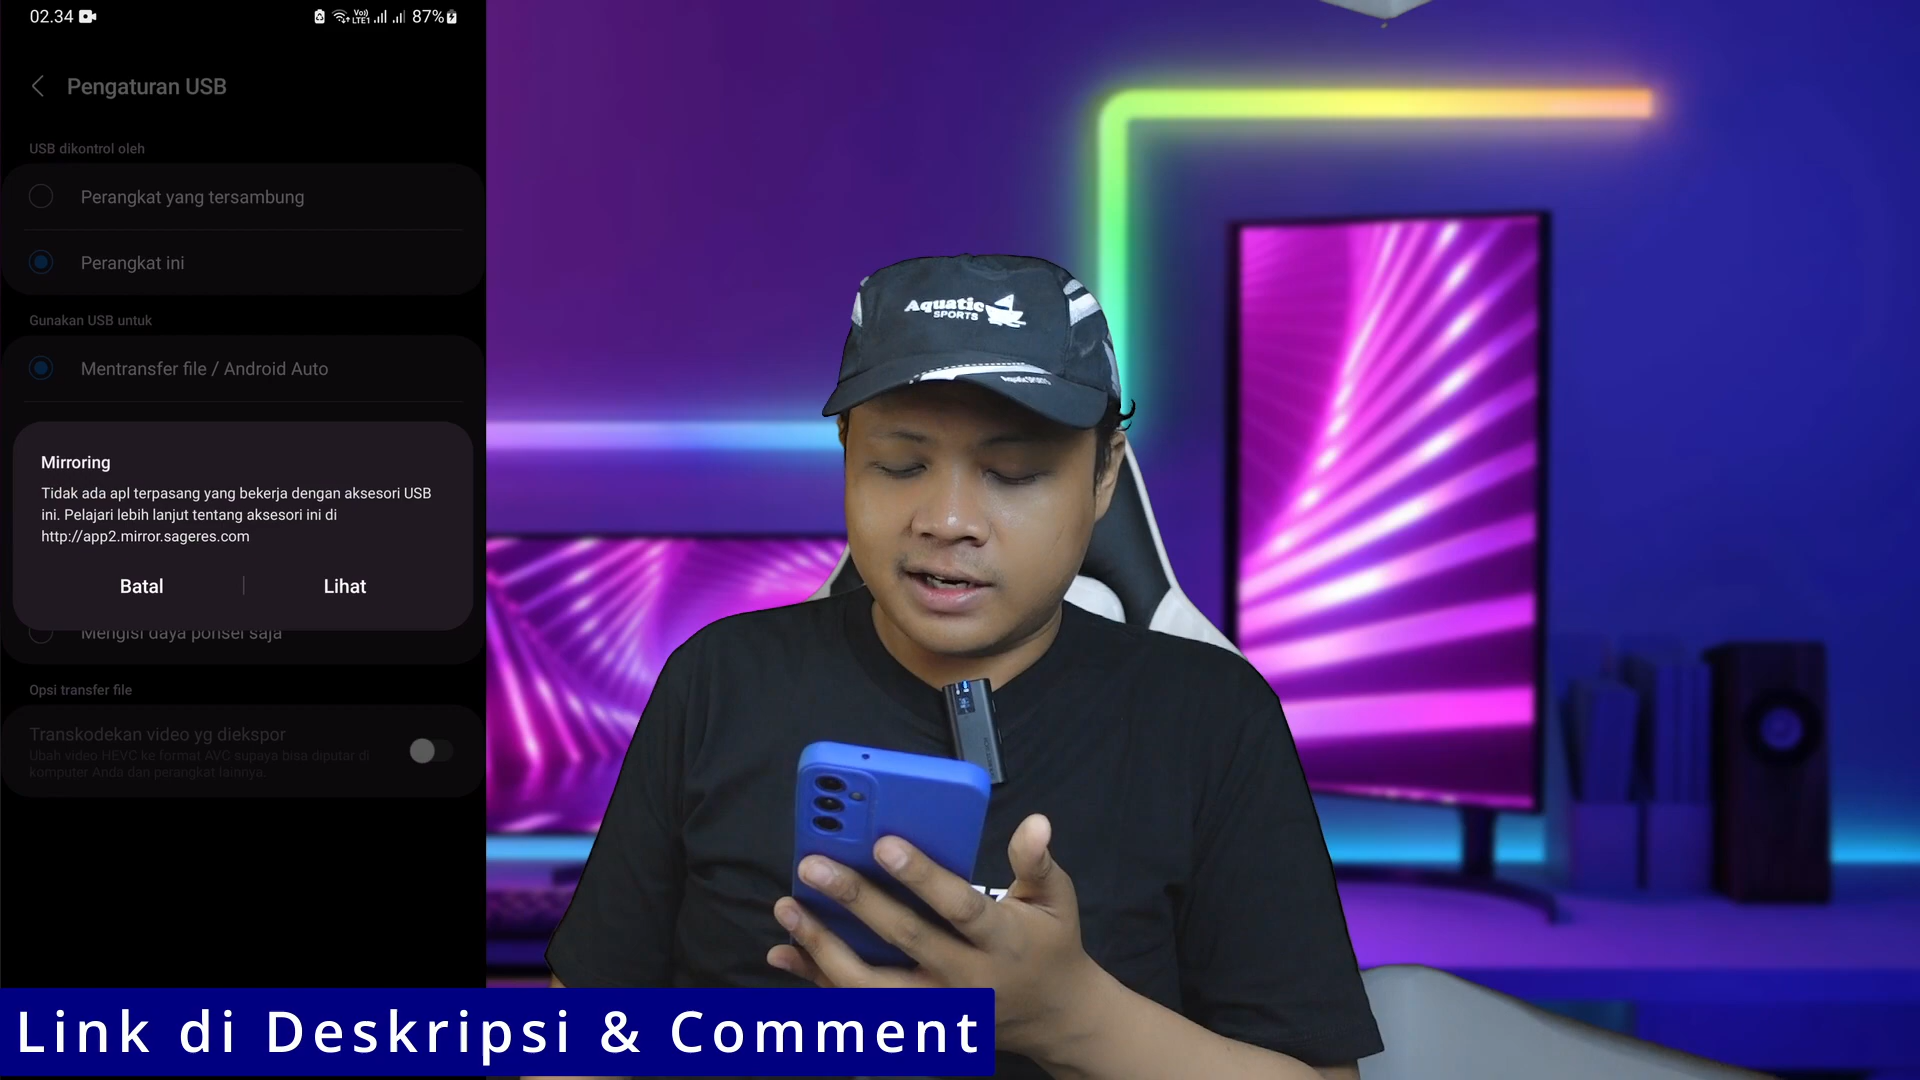 02.34
Vo)) LTE1
87%
Pengaturan USB
USB dikontrol oleh
Perangkat yang tersambung
Perangkat ini
Gunakan USB untuk
Mentransfer file / Android Auto
Mirroring
Tidak ada apl terpasang yang bekerja dengan aksesori USB
ini. Pelajari lebih lanjut tentang aksesori ini di
http://app2.mirror.sageres.com
Batal
Lihat
Mengisi daya ponsel saja
Opsi transfer file
Transkodekan video yg diekspor
Ubah video HEVC ke format AVC supaya bisa diputar di
komputer Anda dan perangkat lainnya.
Aquatic
SPORTS
Link di Deskripsi & Comment